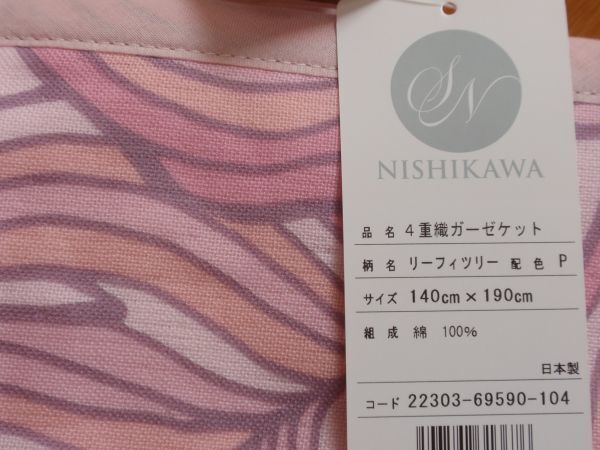 SN
NISHIKAWA
品名 4重織ガーゼケット
柄名 リーフィツリー 配色 P
サイズ 140cm×190cm
組成 綿 100%
日本製
コード 22303-69590-104